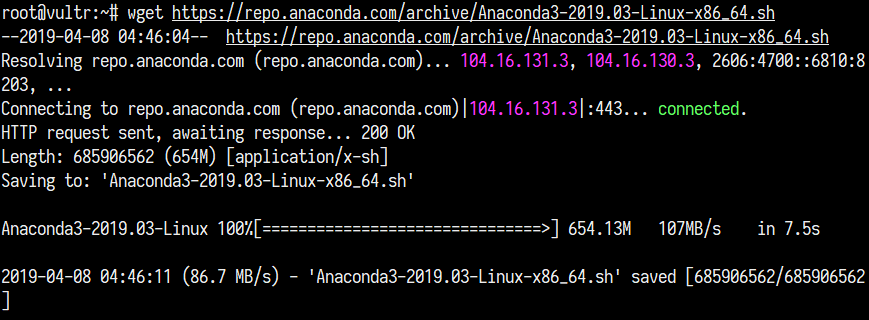 root@vultr:~# wget https://repo.anaconda.com/archive/Anaconda3-2019.03-Linux-x86_64.sh
--2019-04-08 04:46:04--  https://repo.anaconda.com/archive/Anaconda3-2019.03-Linux-x86_64.sh
Resolving repo.anaconda.com (repo.anaconda.com)... 104.16.131.3, 104.16.130.3, 2606:4700::6810:8
203, ...
Connecting to repo.anaconda.com (repo.anaconda.com)|104.16.131.3|:443... connected.
HTTP request sent, awaiting response... 200 OK
Length: 685906562 (654M) [application/x-sh]
Saving to: 'Anaconda3-2019.03-Linux-x86_64.sh'
Anaconda3-2019.03-Linux 100%[===============================>] 654.13M   107MB/s    in 7.5s
2019-04-08 04:46:11 (86.7 MB/s) - 'Anaconda3-2019.03-Linux-x86_64.sh' saved [685906562/685906562
]